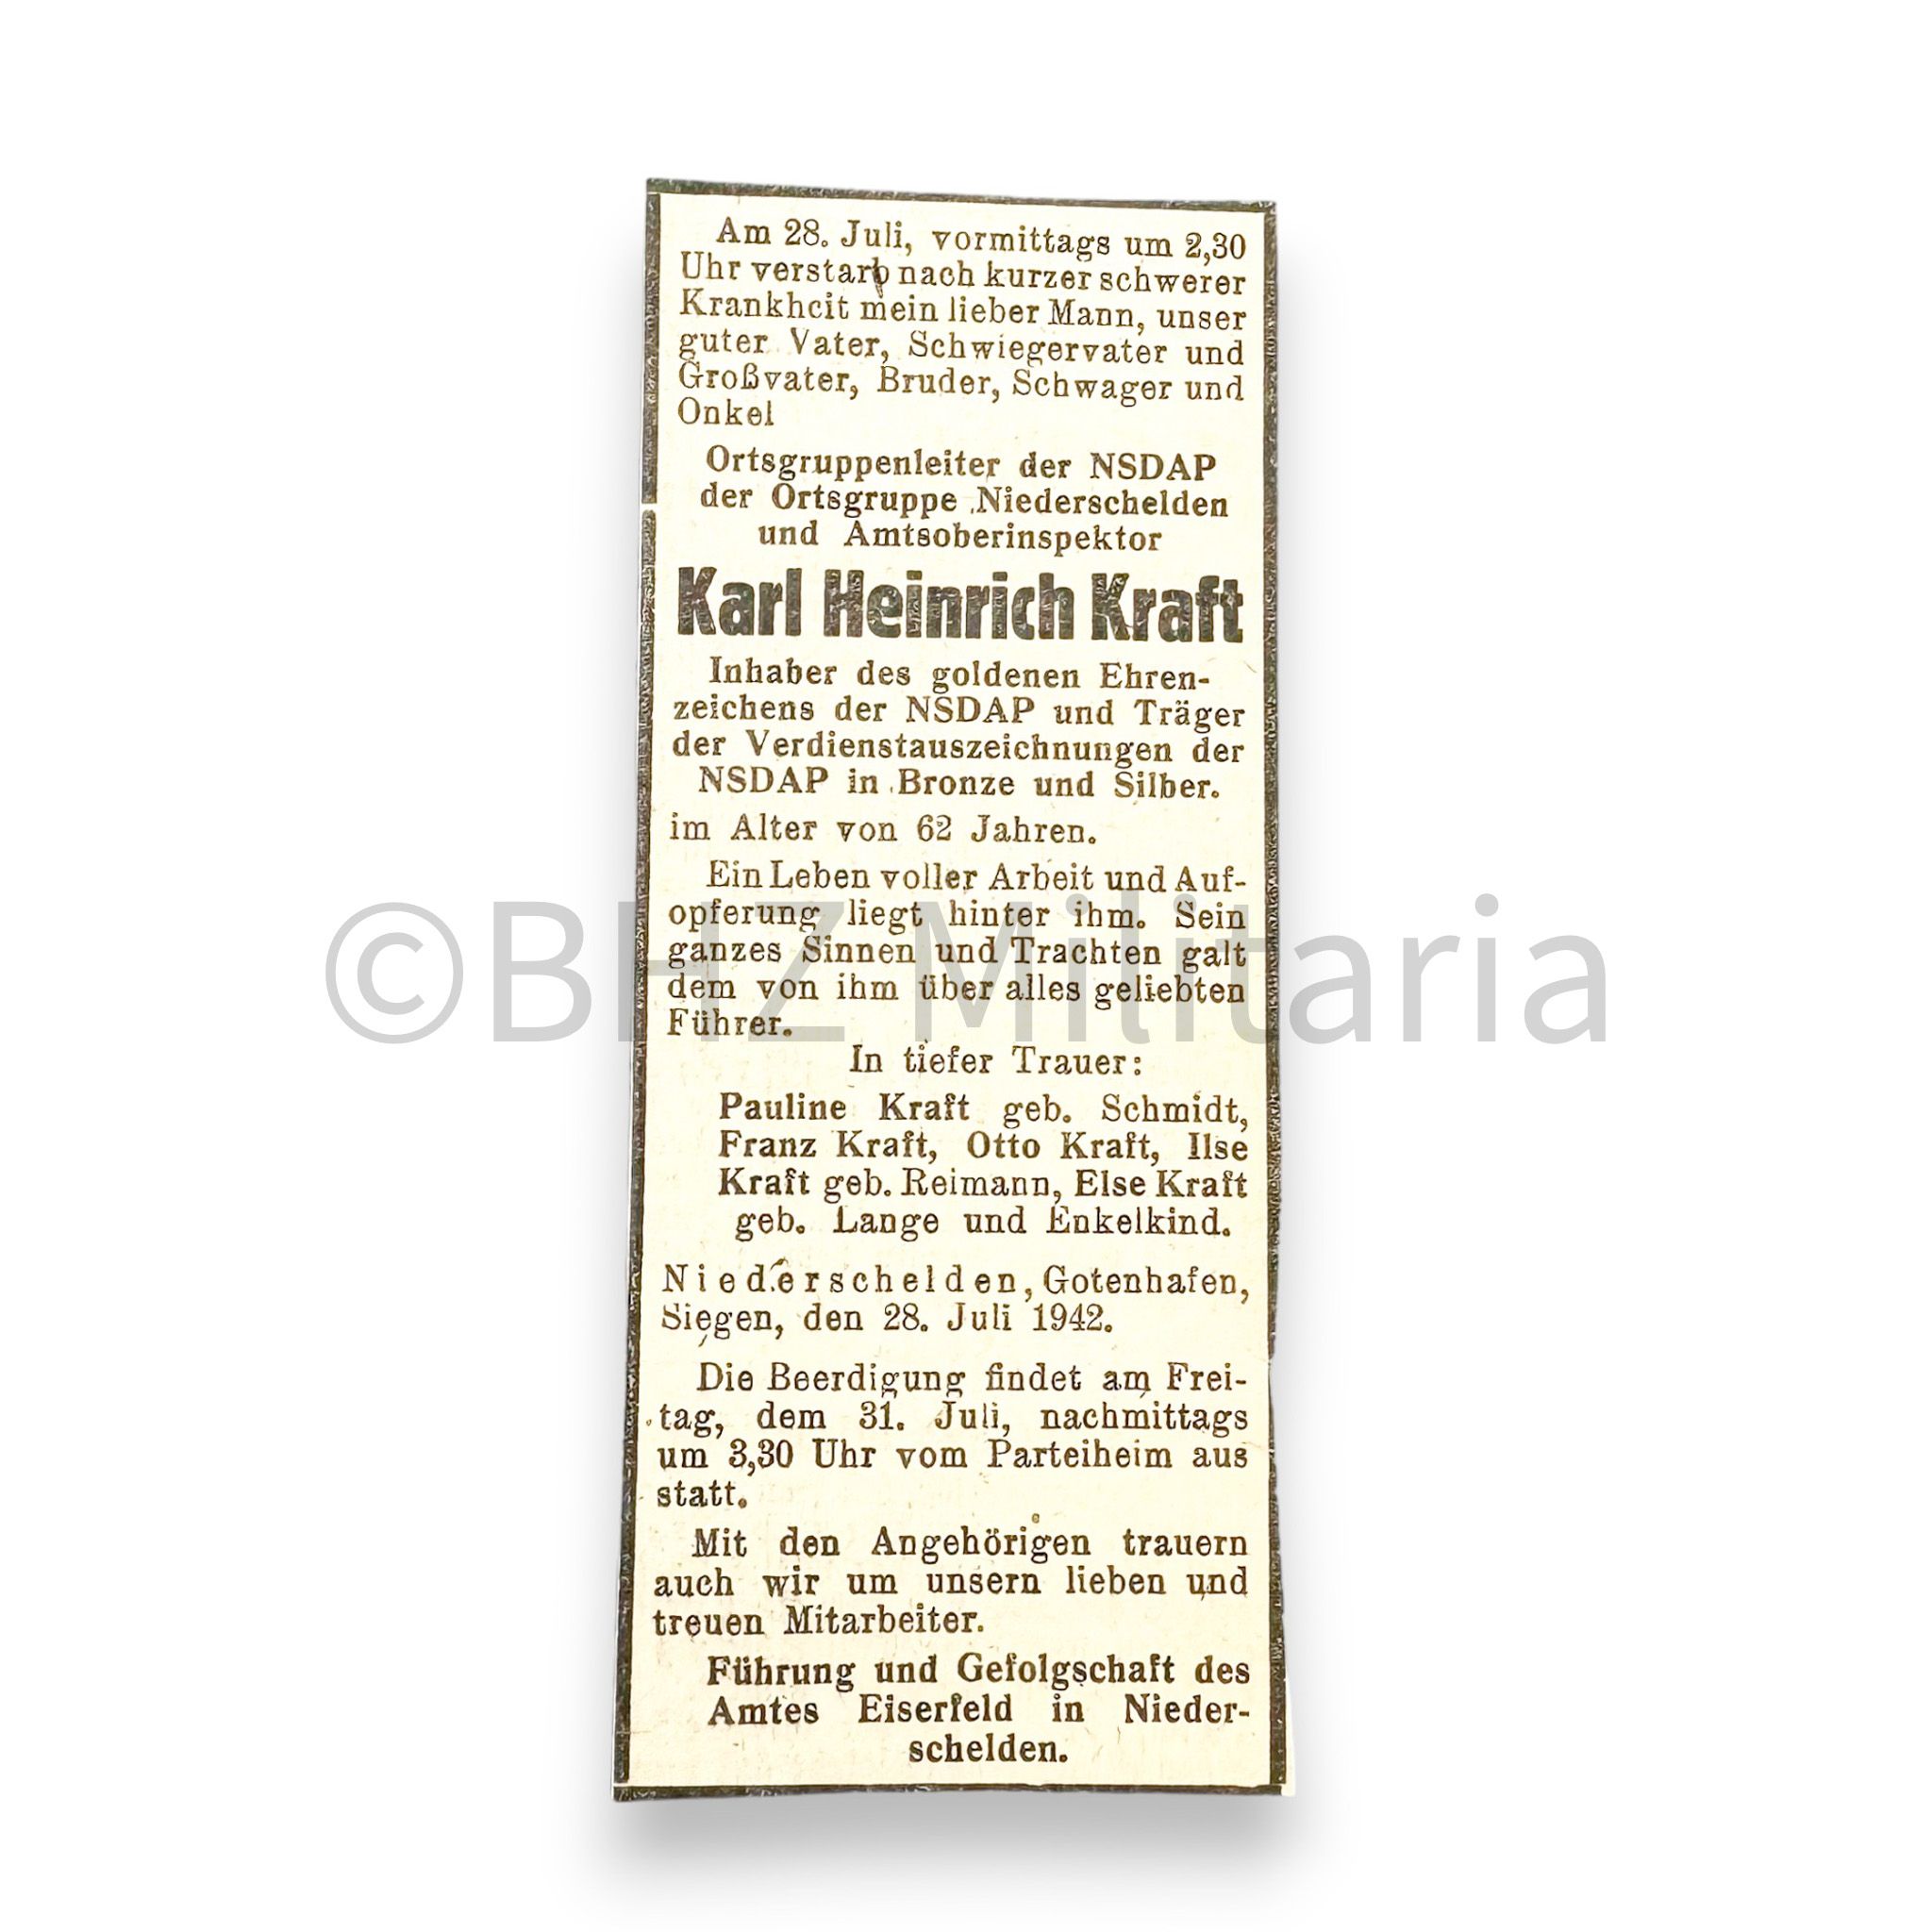 Am 28. Juli, vormittags um 2,30
Uhr verstarb nach kurzer schwerer
Krankheit mein lieber Mann, unser
guter Vater, Schwiegervater und
Großvater, Bruder, Schwager und
Onkel
Ortsgruppenleiter der NSDAP
der Ortsgruppe Niederschelden
und Amtsoberinspektor
Karl Heinrich Kraft
Inhaber des goldenen Ehren-
zeichens der NSDAP und Träger
der Verdienstauszeichnungen der
NSDAP in Bronze und Silber.
im Alter von 62 Jahren.
Ein Leben voller Arbeit und Auf-
opferung liegt hinter ihm. Sein
ganzes Sinnen und Trachten galt
dem von ihm über alles geliebten
Führer.
©BHZ Militaria
In tiefer Trauer:
Pauline Kraft geb. Schmidt,
Franz Kraft, Otto Kraft, Ilse
Kraft geb. Reimann, Else Kraft
geb. Lange und Enkelkind.
Niederschelden, Gotenhafen,
Siegen, den 28. Juli 1942.
Die Beerdigung findet am Frei-
tag, dem 31. Juli, nachmittags
um 3,30 Uhr vom Parteiheim aus
statt.
Mit den Angehörigen trauern
auch wir um unsern lieben und
treuen Mitarbeiter.
Führung und Gefolgschaft des
Amtes Eiserfeld in Nieder-
schelden.